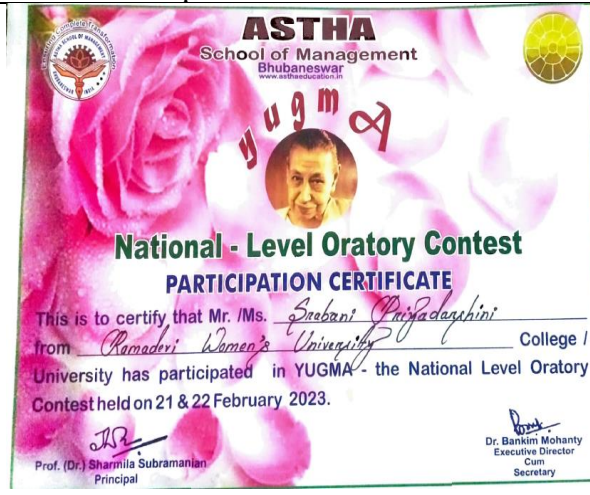 ASTHA
School of Management
Bhubaneswar
www.asthaeducation.in
yugmA
National - Level Oratory Contest
PARTICIPATION CERTIFICATE
This is to certify that Mr. /Ms. Srabani Priyadarshini
from Ramadevi Women's University College /
University has participated in YUGMA - the National Level Oratory
Contest held on 21 & 22 February 2023.
Prof. (Dr.) Sharmila Subramanian
Principal
Dr. Bankim Mohanty
Executive Director
Cum
Secretary